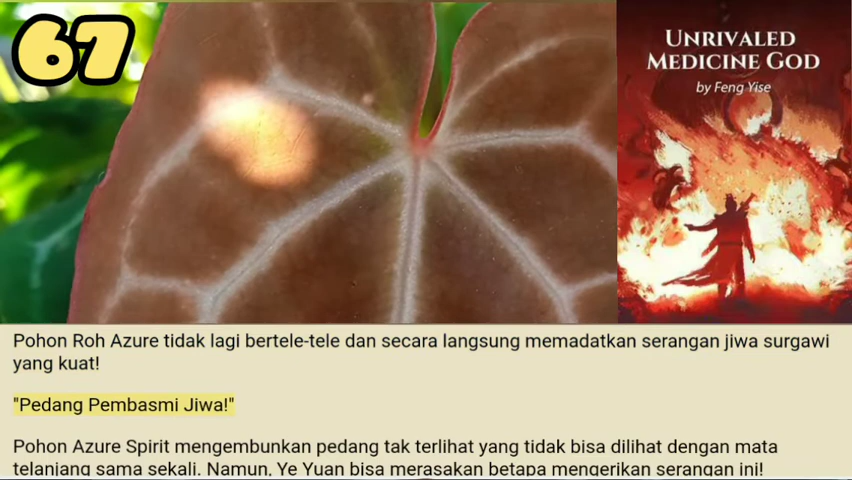 67
UNRIVALED
MEDICINE GOD
by Feng Yise
Pohon Roh Azure tidak lagi bertele-tele dan secara langsung memadatkan serangan jiwa surgawi
yang kuat!
"Pedang Pembasmi Jiwa!"
Pohon Azure Spirit mengembunkan pedang tak terlihat yang tidak bisa dilihat dengan mata
telanjang sama sekali. Namun, Ye Yuan bisa merasakan betapa mengerikan serangan ini!